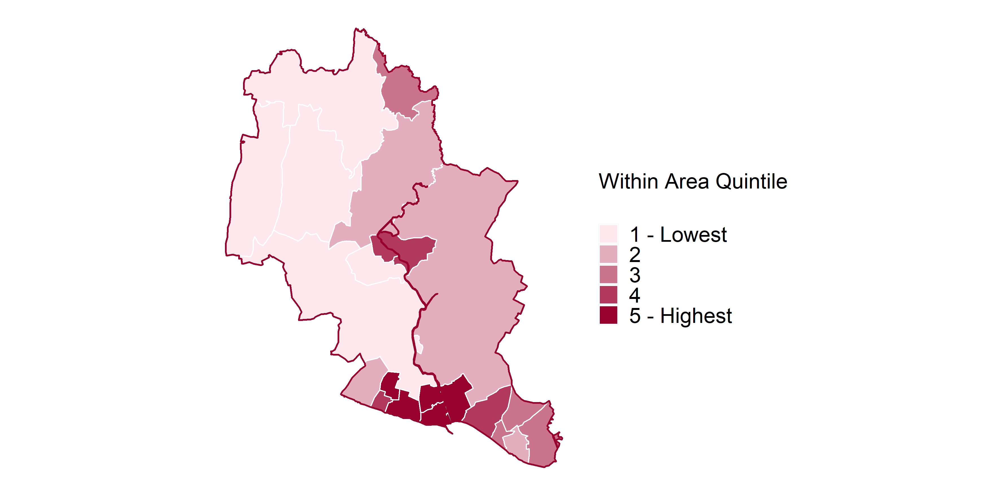 Within Area Quintile
1 - Lowest
2
3
4
5 - Highest